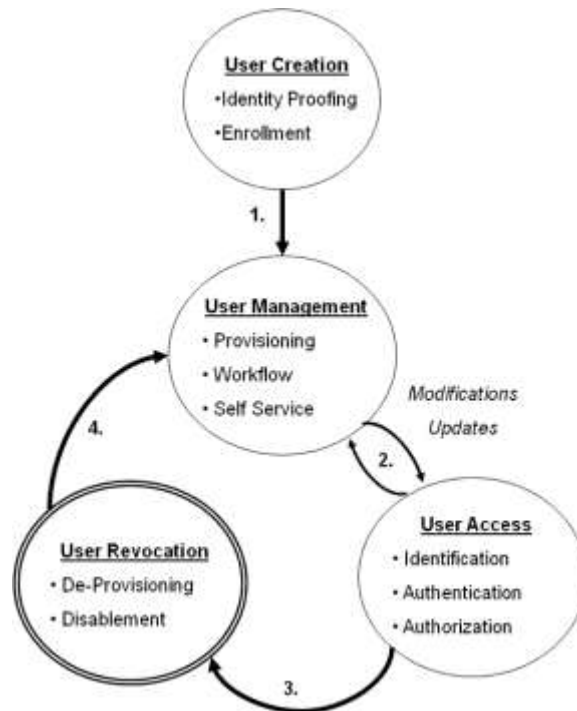 User Creation
•Identity Proofing
•Enrollment
1.
User Management
• Provisioning
• Workflow
• Self Service
Modifications
Updates
2.
4.
User Access
• Identification
• Authentication
• Authorization
User Revocation
• De-Provisioning
• Disablement
3.